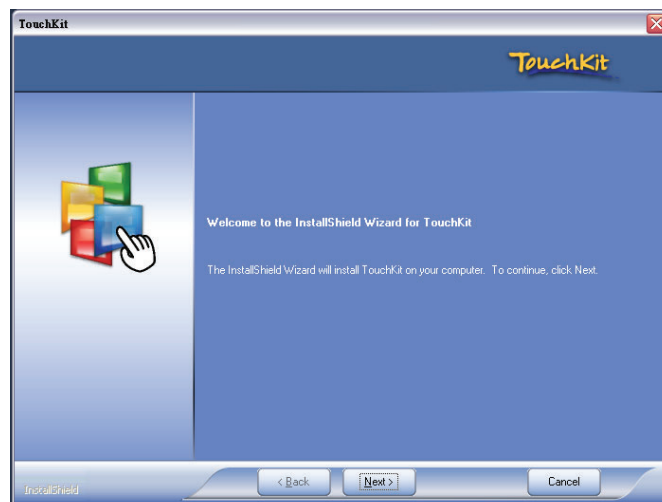 TouchKit
TouchKit
Welcome to the InstallShield Wizard for TouchKit
The InstallShield Wizard will install TouchKit on your computer. To continue, click Next.
InstallShield
< Back
Next >
Cancel